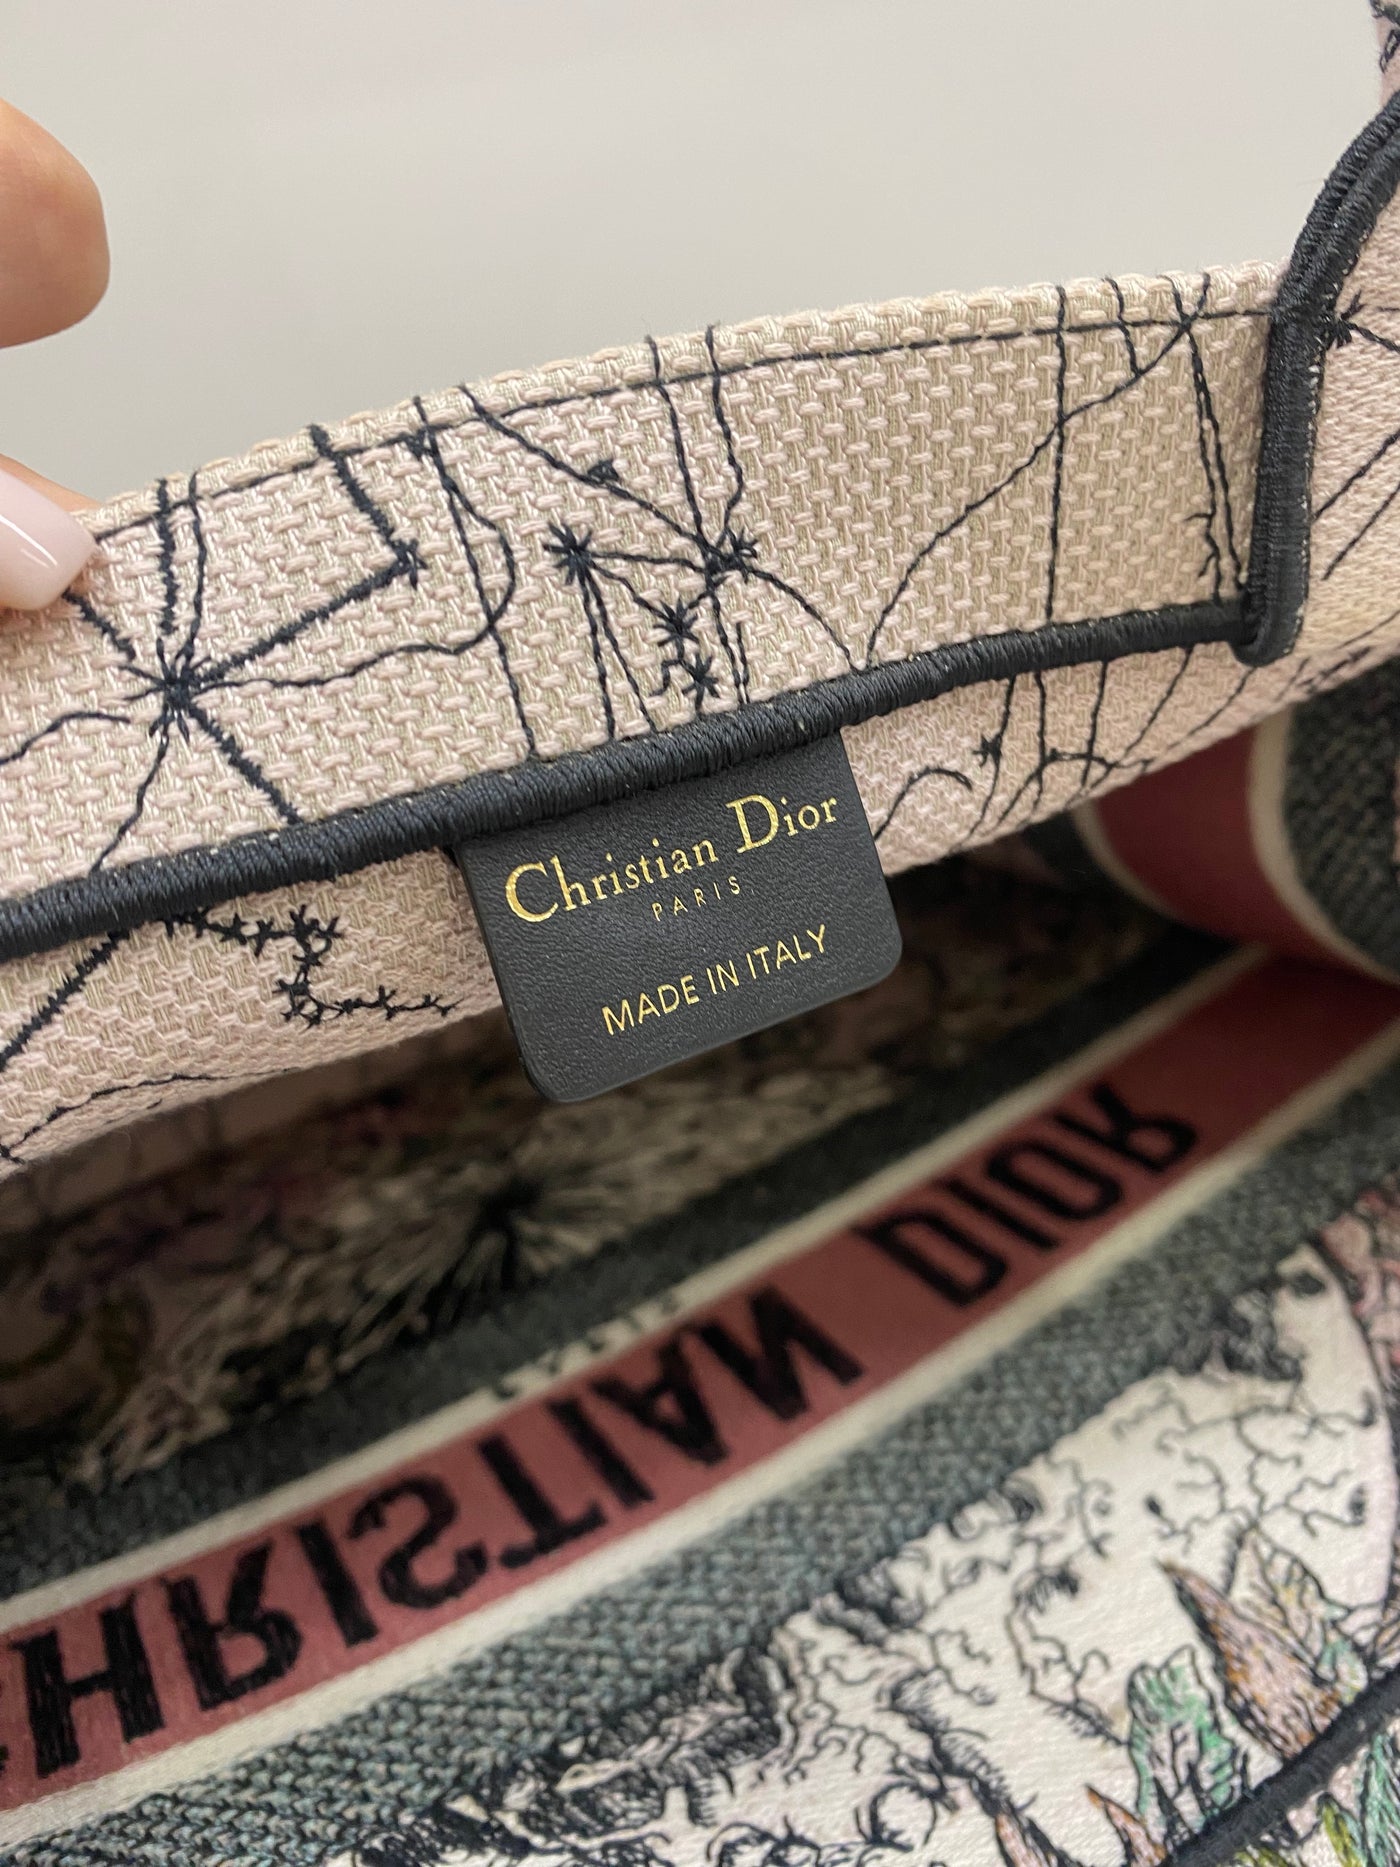 Christian Dior
PARIS
MADE IN ITALY
CHRISTIAN DIOR